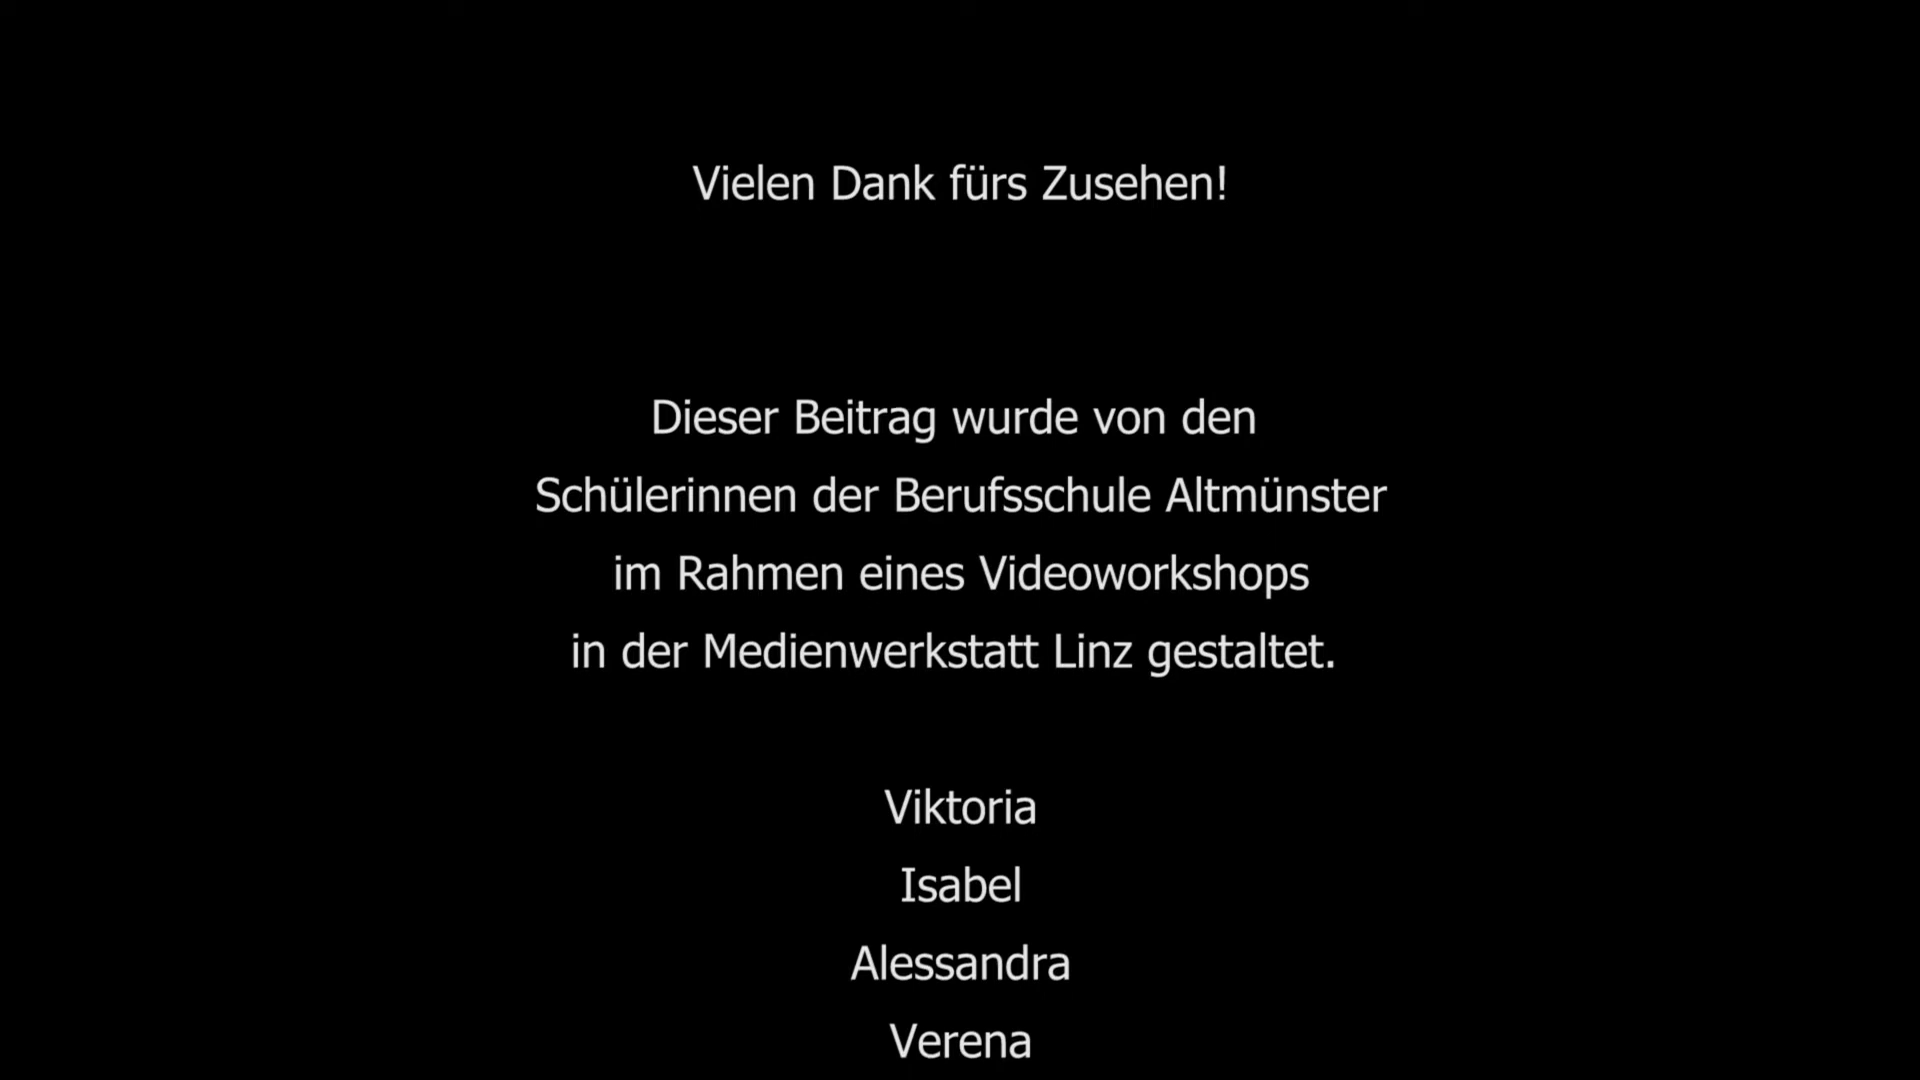 Vielen Dank fürs Zusehen!
Dieser Beitrag wurde von den
Schülerinnen der Berufsschule Altmünster
im Rahmen eines Videoworkshops
in der Medienwerkstatt Linz gestaltet.
Viktoria
Isabel
Alessandra
Verena